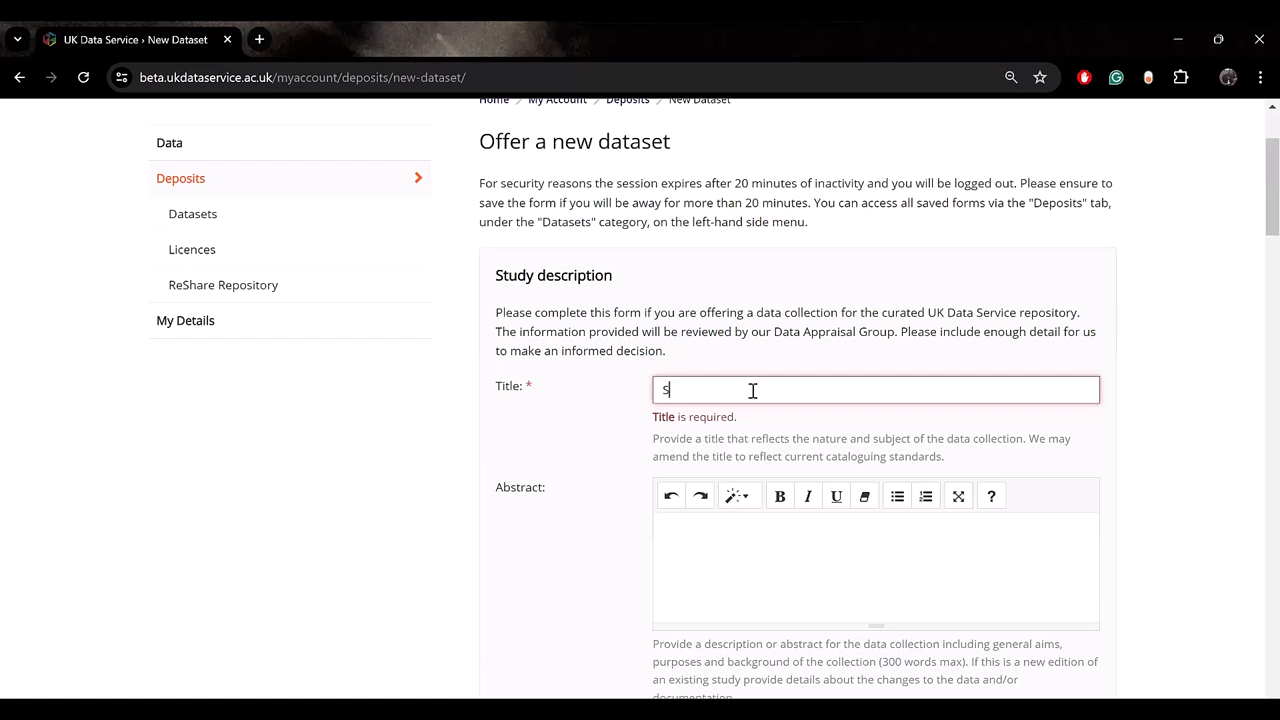 UK Data Service › New Dataset
beta.ukdataservice.ac.uk/myaccount/deposits/new-dataset/
Home / My Account / Deposits / New Dataset
Data
Deposits
Datasets
Licences
ReShare Repository
My Details
Offer a new dataset
For security reasons the session expires after 20 minutes of inactivity and you will be logged out. Please ensure to
save the form if you will be away for more than 20 minutes. You can access all saved forms via the "Deposits" tab,
under the "Datasets" category, on the left-hand side menu.
Study description
Please complete this form if you are offering a data collection for the curated UK Data Service repository.
The information provided will be reviewed by our Data Appraisal Group. Please include enough detail for us
to make an informed decision.
Title: *
S
Title is required.
Provide a title that reflects the nature and subject of the data collection. We may
amend the title to reflect current cataloguing standards.
Abstract:
B I U ?
Provide a description or abstract for the data collection including general aims,
purposes and background of the collection (300 words max). If this is a new edition of
an existing study provide details about the changes to the data and/or
documentation.